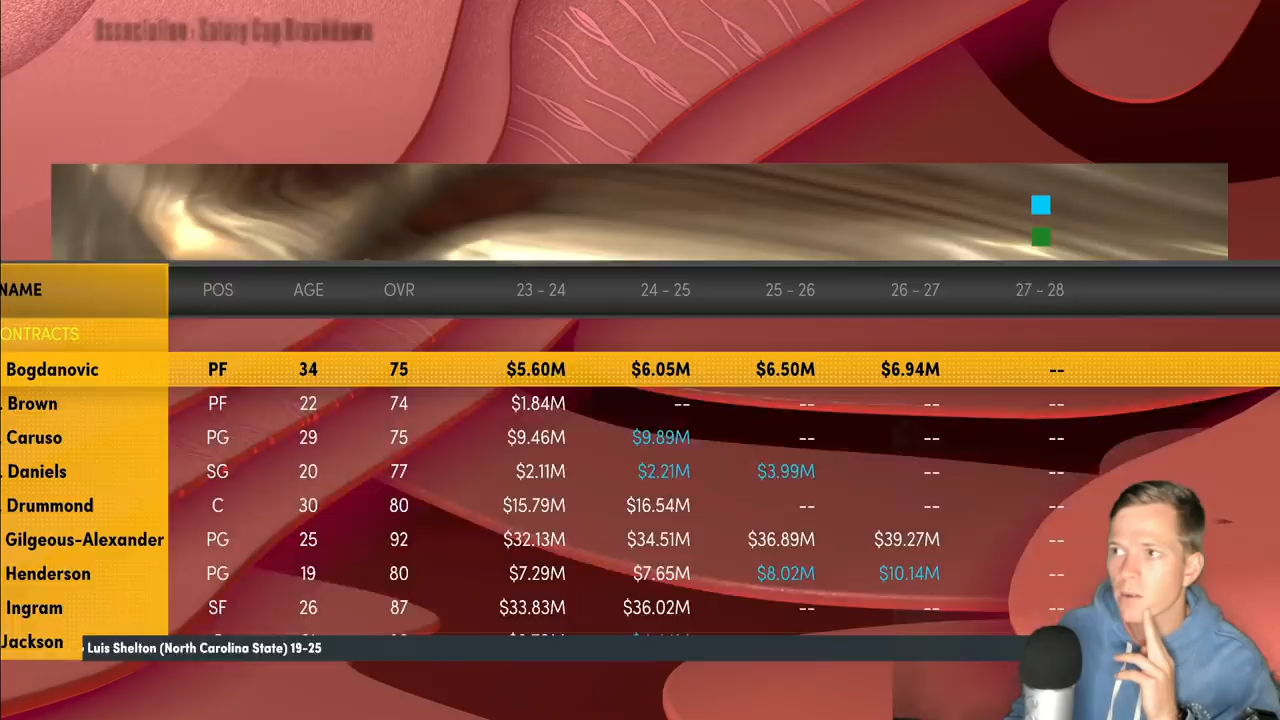 Association : Salary Cap Breakdown
NAME POS AGE OVR 23 - 24 24 - 25 25 - 26 26 - 27 27 - 28
ONTRACTS
Bogdanovic PF 34 75 $5.60M $6.05M $6.50M $6.94M --
. Brown PF 22 74 $1.84M -- -- -- --
Caruso PG 29 75 $9.46M $9.89M -- -- --
. Daniels SG 20 77 $2.11M $2.21M $3.99M -- --
Drummond C 30 80 $15.79M $16.54M -- -- --
Gilgeous-Alexander PG 25 92 $32.13M $34.51M $36.89M $39.27M --
Henderson PG 19 80 $7.29M $7.65M $8.02M $10.14M --
Ingram SF 26 87 $33.83M $36.02M -- -- --
Jackson
Luis Shelton (North Carolina State) 19-25